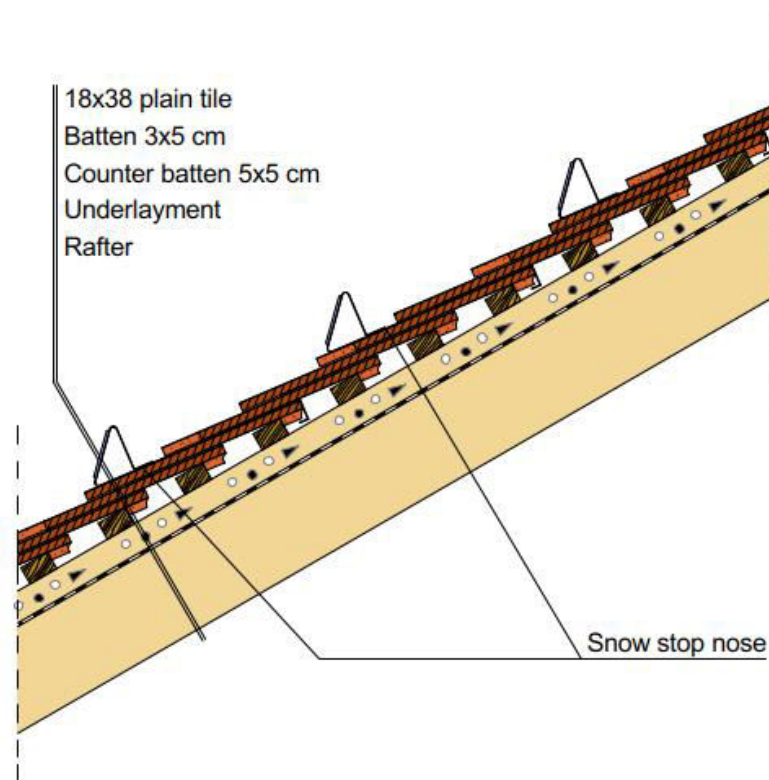 18x38 plain tile
Batten 3x5 cm
Counter batten 5x5 cm
Underlayment
Rafter
Snow stop nose